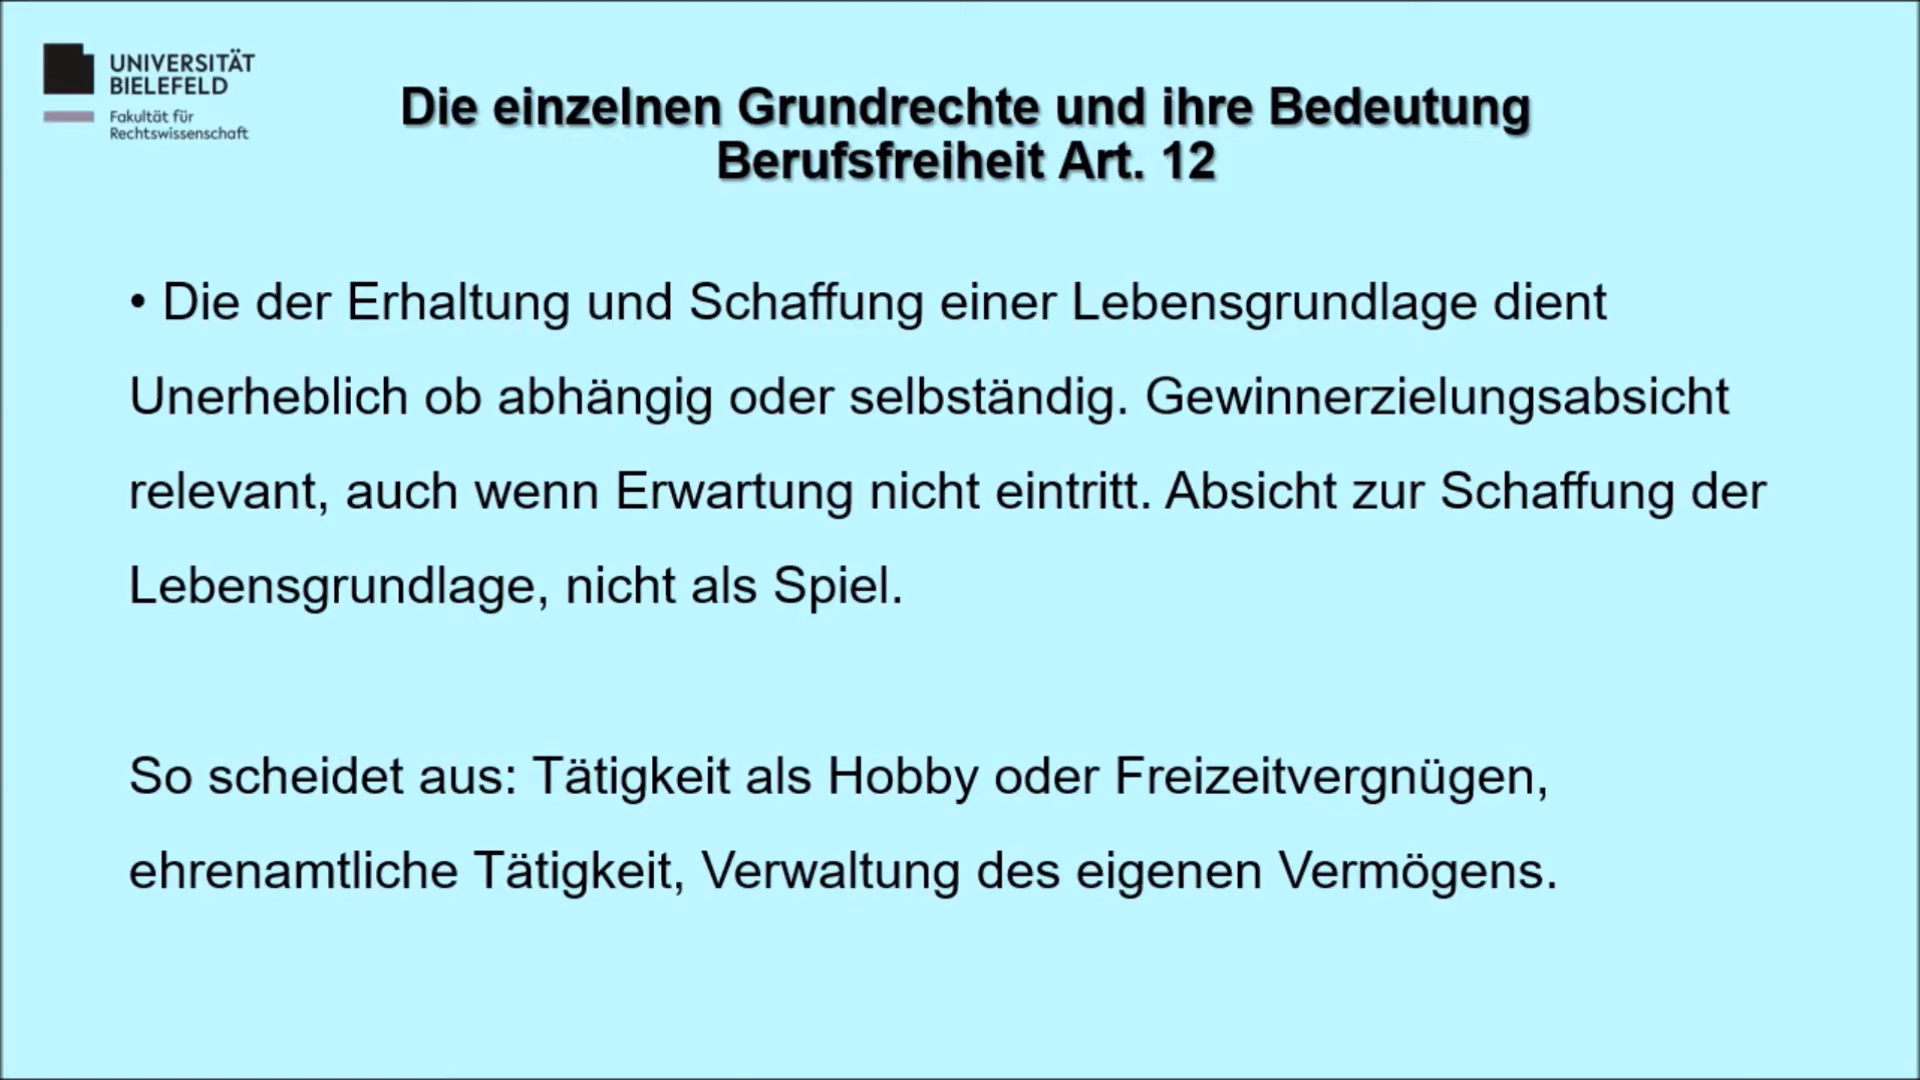 UNIVERSITÄT
BIELEFELD
Fakultät für
Rechtswissenschaft
Die einzelnen Grundrechte und ihre Bedeutung
Berufsfreiheit Art. 12
• Die der Erhaltung und Schaffung einer Lebensgrundlage dient
Unerheblich ob abhängig oder selbständig. Gewinnerzielungsabsicht
relevant, auch wenn Erwartung nicht eintritt. Absicht zur Schaffung der
Lebensgrundlage, nicht als Spiel.
So scheidet aus: Tätigkeit als Hobby oder Freizeitvergnügen,
ehrenamtliche Tätigkeit, Verwaltung des eigenen Vermögens.